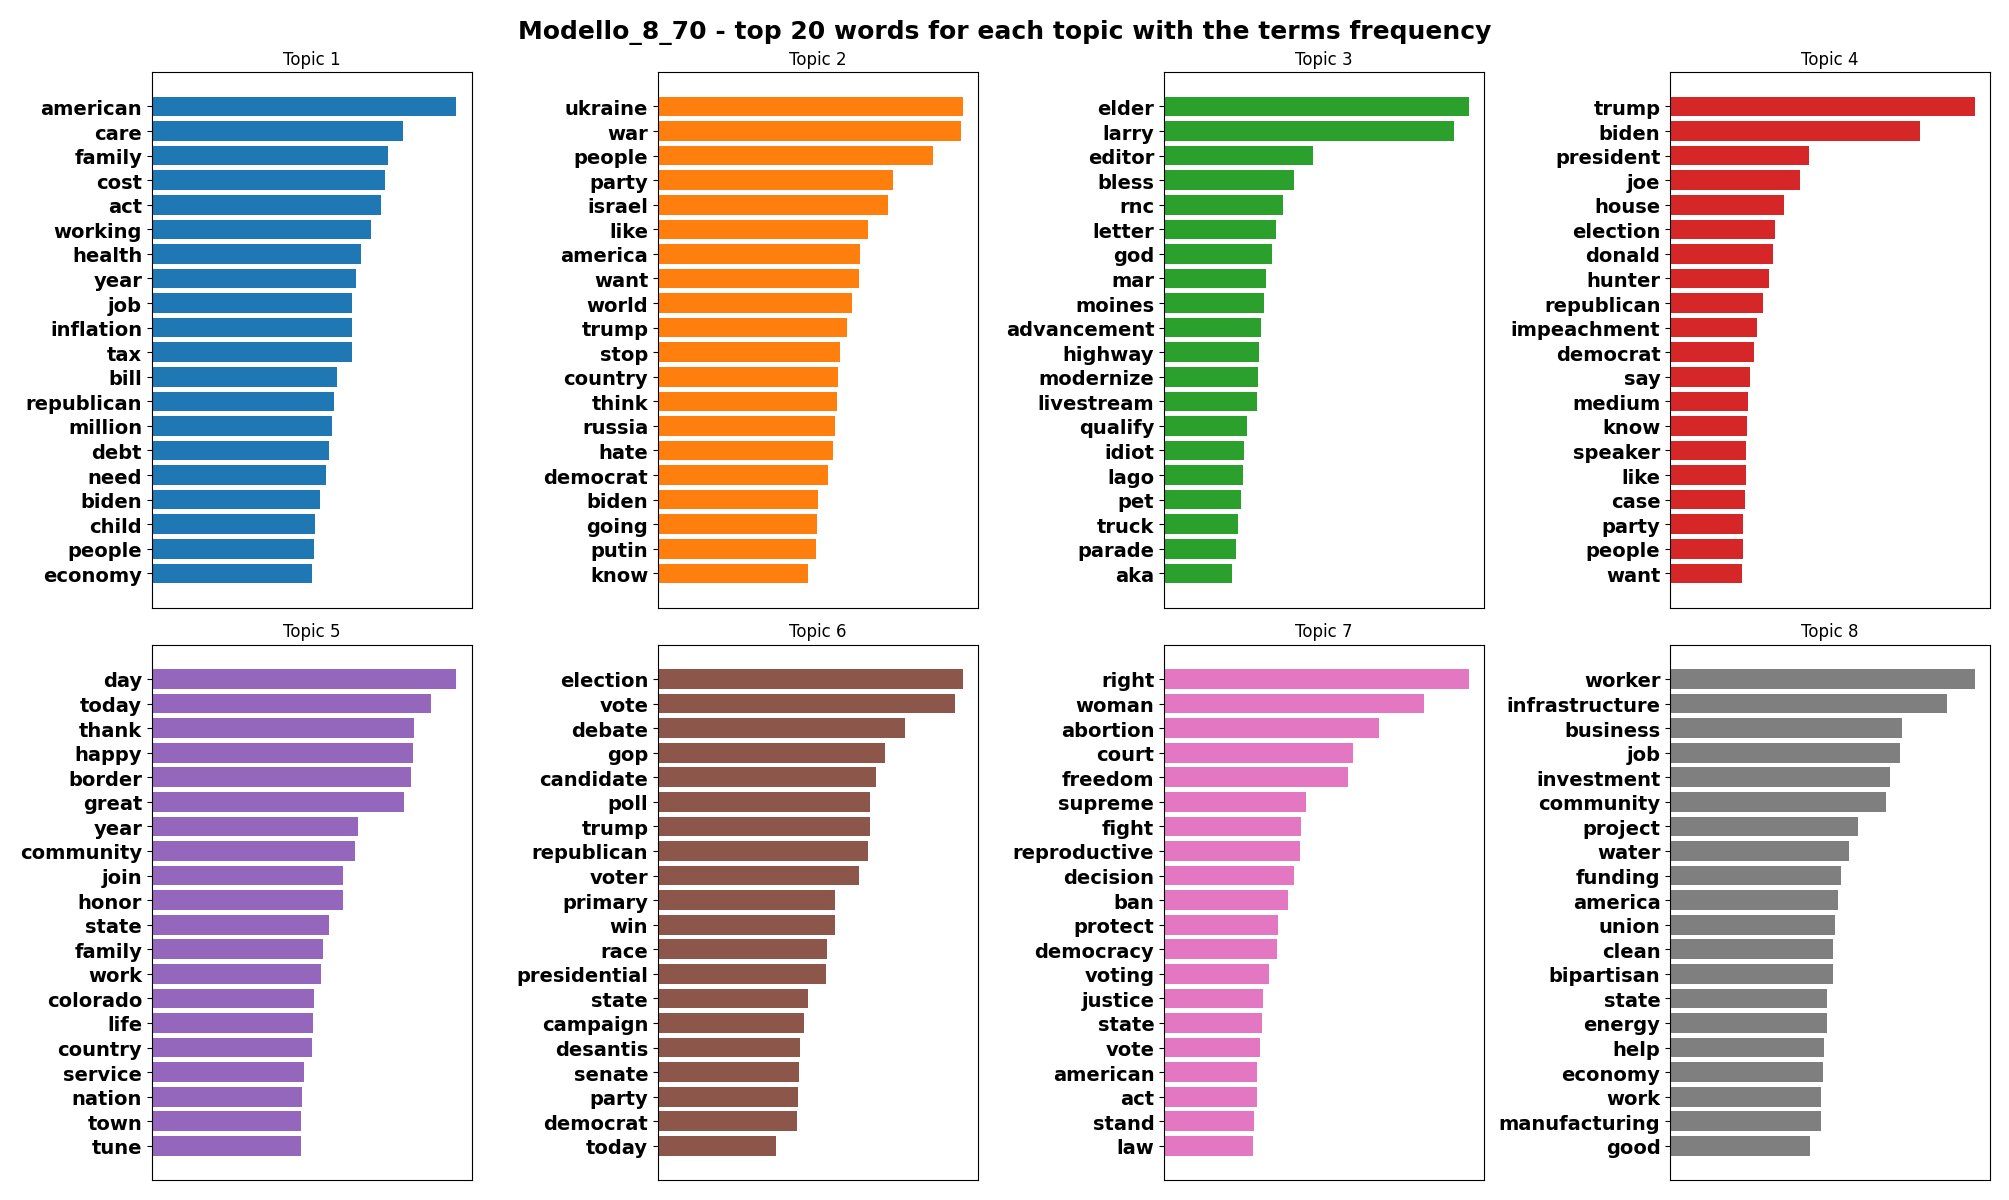 Modello_8_70 - top 20 words for each topic with the terms frequency
Topic 1
american
care
family
cost
act
working
health
year
job
inflation
tax
bill
republican
million
debt
need
biden
child
people
economy
Topic 2
ukraine
war
people
party
israel
like
america
want
world
trump
stop
country
think
russia
hate
democrat
biden
going
putin
know
Topic 3
elder
larry
editor
bless
rnc
letter
god
mar
moines
advancement
highway
modernize
livestream
qualify
idiot
lago
pet
truck
parade
aka
Topic 4
trump
biden
president
joe
house
election
donald
hunter
republican
impeachment
democrat
say
medium
know
speaker
like
case
party
people
want
Topic 5
day
today
thank
happy
border
great
year
community
join
honor
state
family
work
colorado
life
country
service
nation
town
tune
Topic 6
election
vote
debate
gop
candidate
poll
trump
republican
voter
primary
win
race
presidential
state
campaign
desantis
senate
party
democrat
today
Topic 7
right
woman
abortion
court
freedom
supreme
fight
reproductive
decision
ban
protect
democracy
voting
justice
state
vote
american
act
stand
law
Topic 8
worker
infrastructure
business
job
investment
community
project
water
funding
america
union
clean
bipartisan
state
energy
help
economy
work
manufacturing
good